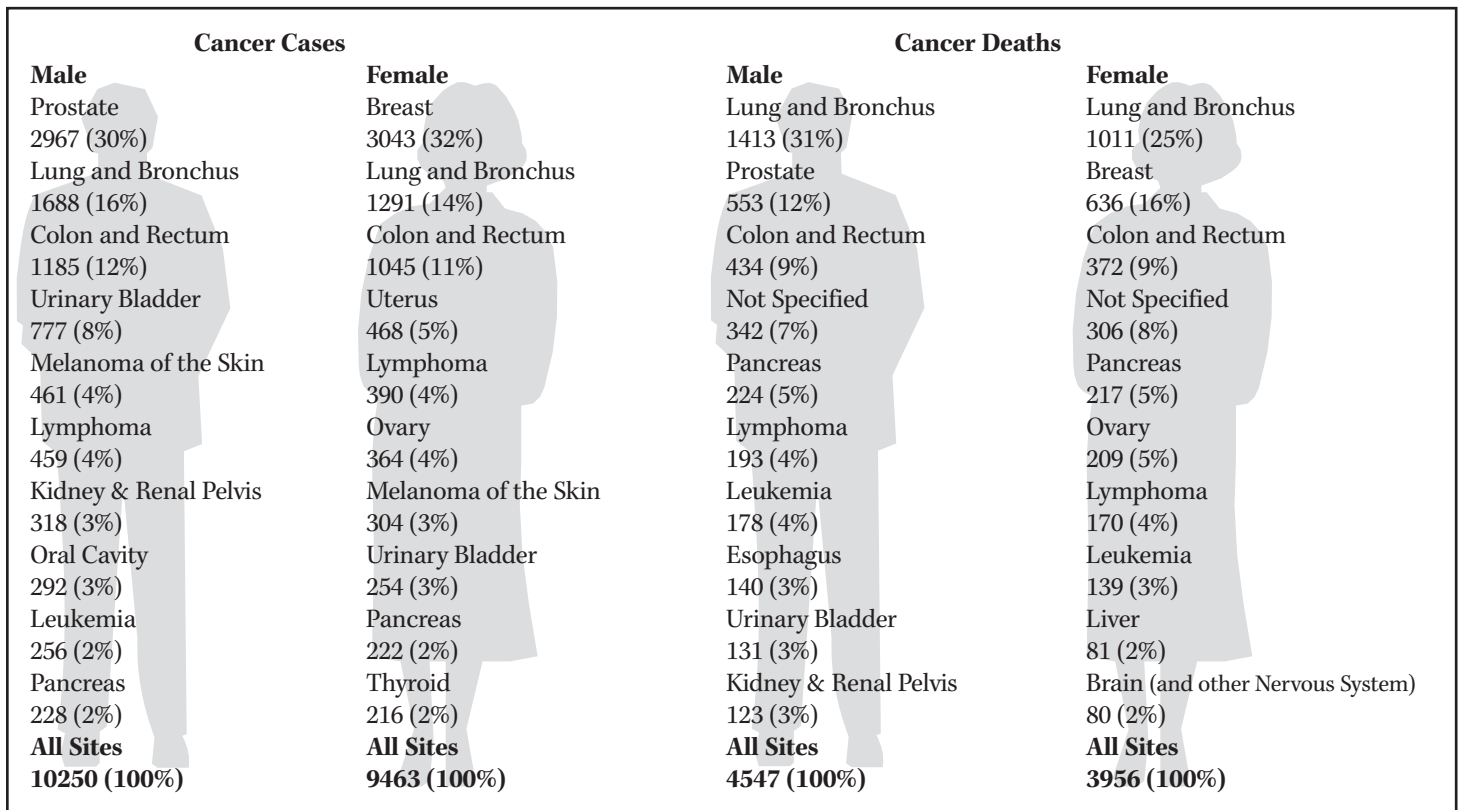 Cancer Cases
Male
Prostate
2967 (30%)
Lung and Bronchus
1688 (16%)
Colon and Rectum
1185 (12%)
Urinary Bladder
777 (8%)
Melanoma of the Skin
461 (4%)
Lymphoma
459 (4%)
Kidney & Renal Pelvis
318 (3%)
Oral Cavity
292 (3%)
Leukemia
256 (2%)
Pancreas
228 (2%)
All Sites
10250 (100%)
Female
Breast
3043 (32%)
Lung and Bronchus
1291 (14%)
Colon and Rectum
1045 (11%)
Uterus
468 (5%)
Lymphoma
390 (4%)
Ovary
364 (4%)
Melanoma of the Skin
304 (3%)
Urinary Bladder
254 (3%)
Pancreas
222 (2%)
Thyroid
216 (2%)
All Sites
9463 (100%)
Cancer Deaths
Male
Lung and Bronchus
1413 (31%)
Prostate
553 (12%)
Colon and Rectum
434 (9%)
Not Specified
342 (7%)
Pancreas
224 (5%)
Lymphoma
193 (4%)
Leukemia
178 (4%)
Esophagus
140 (3%)
Urinary Bladder
131 (3%)
Kidney & Renal Pelvis
123 (3%)
All Sites
4547 (100%)
Female
Lung and Bronchus
1011 (25%)
Breast
636 (16%)
Colon and Rectum
372 (9%)
Not Specified
306 (8%)
Pancreas
217 (5%)
Ovary
209 (5%)
Lymphoma
170 (4%)
Leukemia
139 (3%)
Liver
81 (2%)
Brain (and other Nervous System)
80 (2%)
All Sites
3956 (100%)